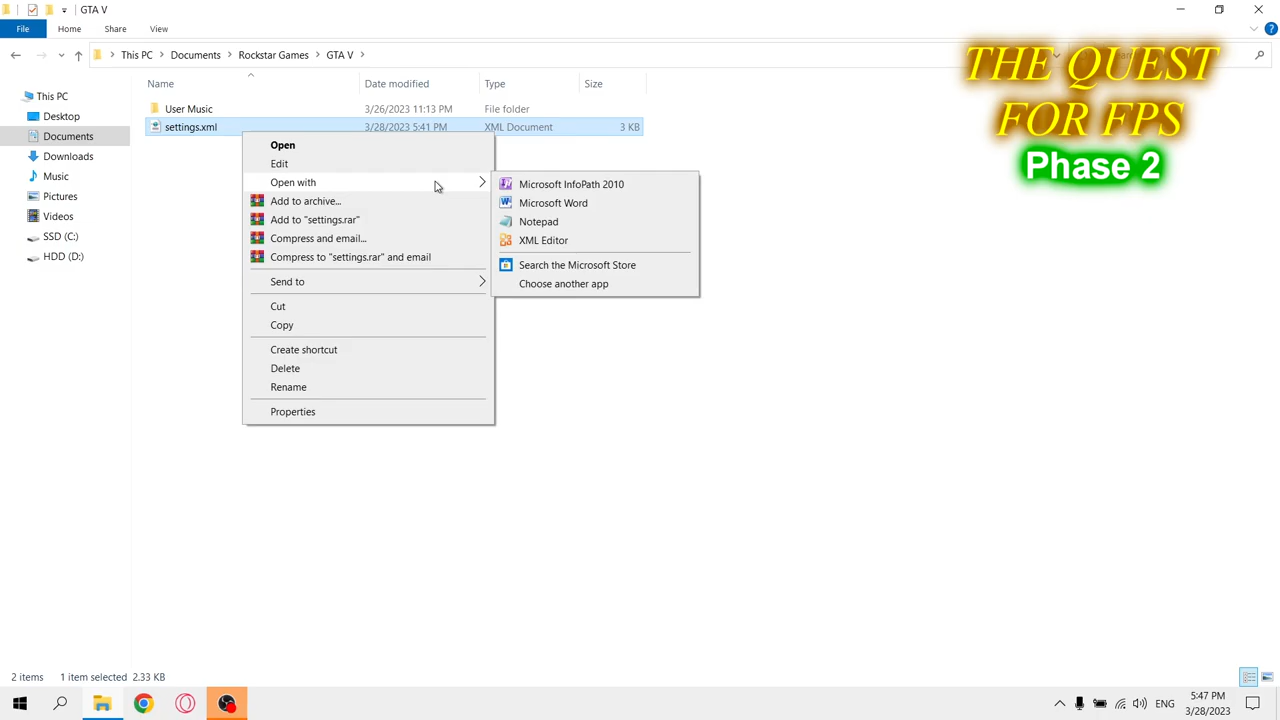 GTA V
File
Home
Share
View
This PC
Documents
Rockstar Games
GTA V
THE QUEST
FOR FPS
Phase 2
Name
Date modified
Type
Size
User Music
3/26/2023 11:13 PM
File folder
settings.xml
3/28/2023 5:41 PM
XML Document
3 KB
This PC
Desktop
Documents
Downloads
Music
Pictures
Videos
SSD (C:)
HDD (D:)
Open
Edit
Open with
Add to archive...
Add to "settings.rar"
Compress and email...
Compress to "settings.rar" and email
Send to
Cut
Copy
Create shortcut
Delete
Rename
Properties
Microsoft InfoPath 2010
Microsoft Word
Notepad
XML Editor
Search the Microsoft Store
Choose another app
2 items
1 item selected
2.33 KB
ENG
5:47 PM
3/28/2023